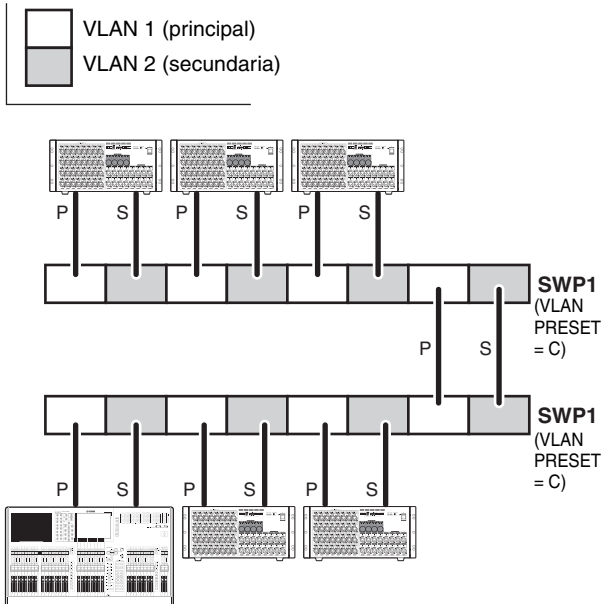 VLAN 1 (principal)
VLAN 2 (secundaria)
P S P S P S
SWP1
(VLAN
PRESET
= C)
P S
SWP1
(VLAN
PRESET
= C)
P S P S P S